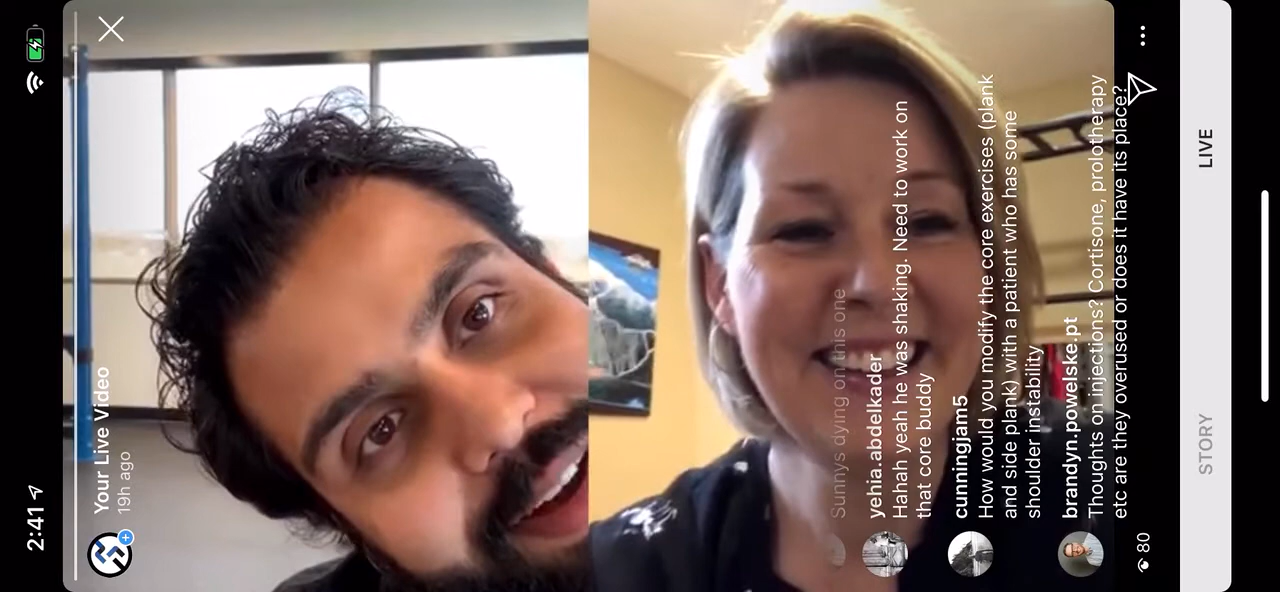 2:41
Your Live Video
19h ago
Sunnys dying on this one
yehia.abdelkader
Hahah yeah he was shaking. Need to work on
that core buddy
cunningjam5
How would you modify the core exercises (plank
and side plank) with a patient who has some
shoulder instability
brandyn.powelske.pt
Thoughts on injections? Cortisone, prolotherapy
etc are they overused or does it have its place?
80
STORY
LIVE